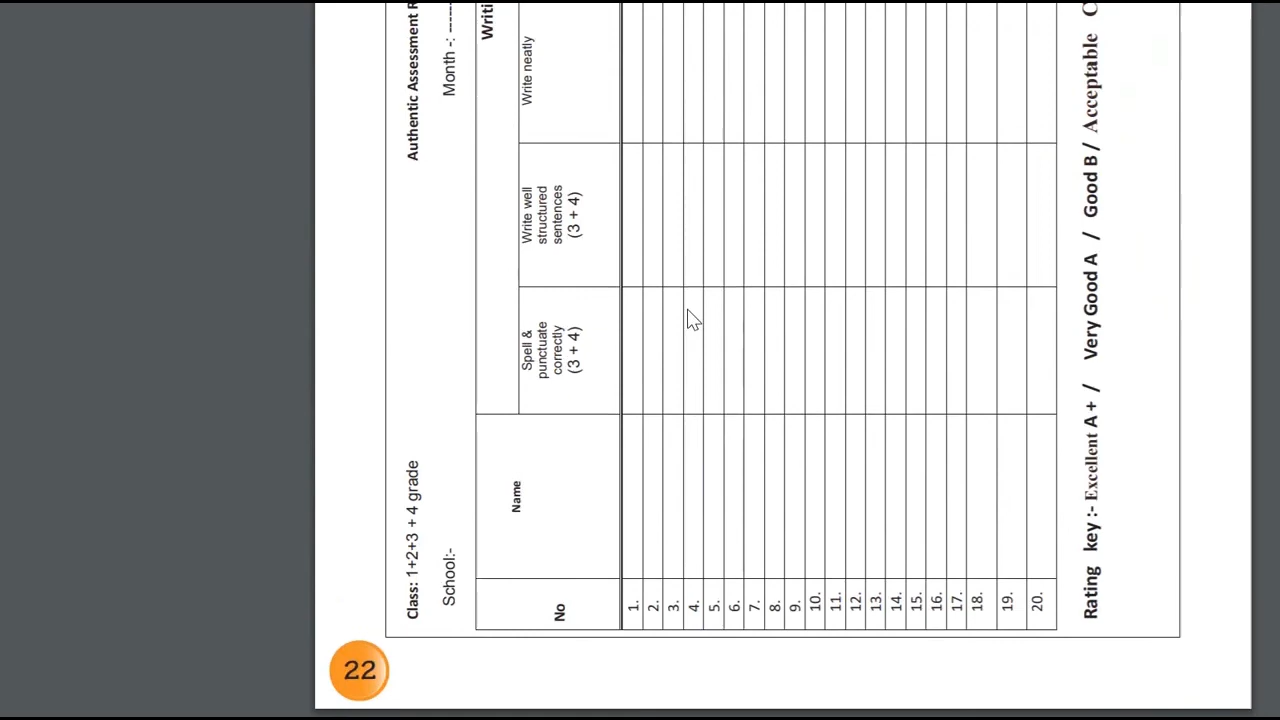 Authentic Assessment R
Class: 1+2+3 + 4 grade
School:-
Month -: -----
No
Name
Writi
Spell &
punctuate
correctly
(3 + 4)
Write well
structured
sentences
(3 + 4)
Write neatly
1.
2.
3.
4.
5.
6.
7.
8.
9.
10.
11.
12.
13.
14.
15.
16.
17.
18.
19.
20.
Rating key :- Excellent A + / Very Good A / Good B / Acceptable C
22